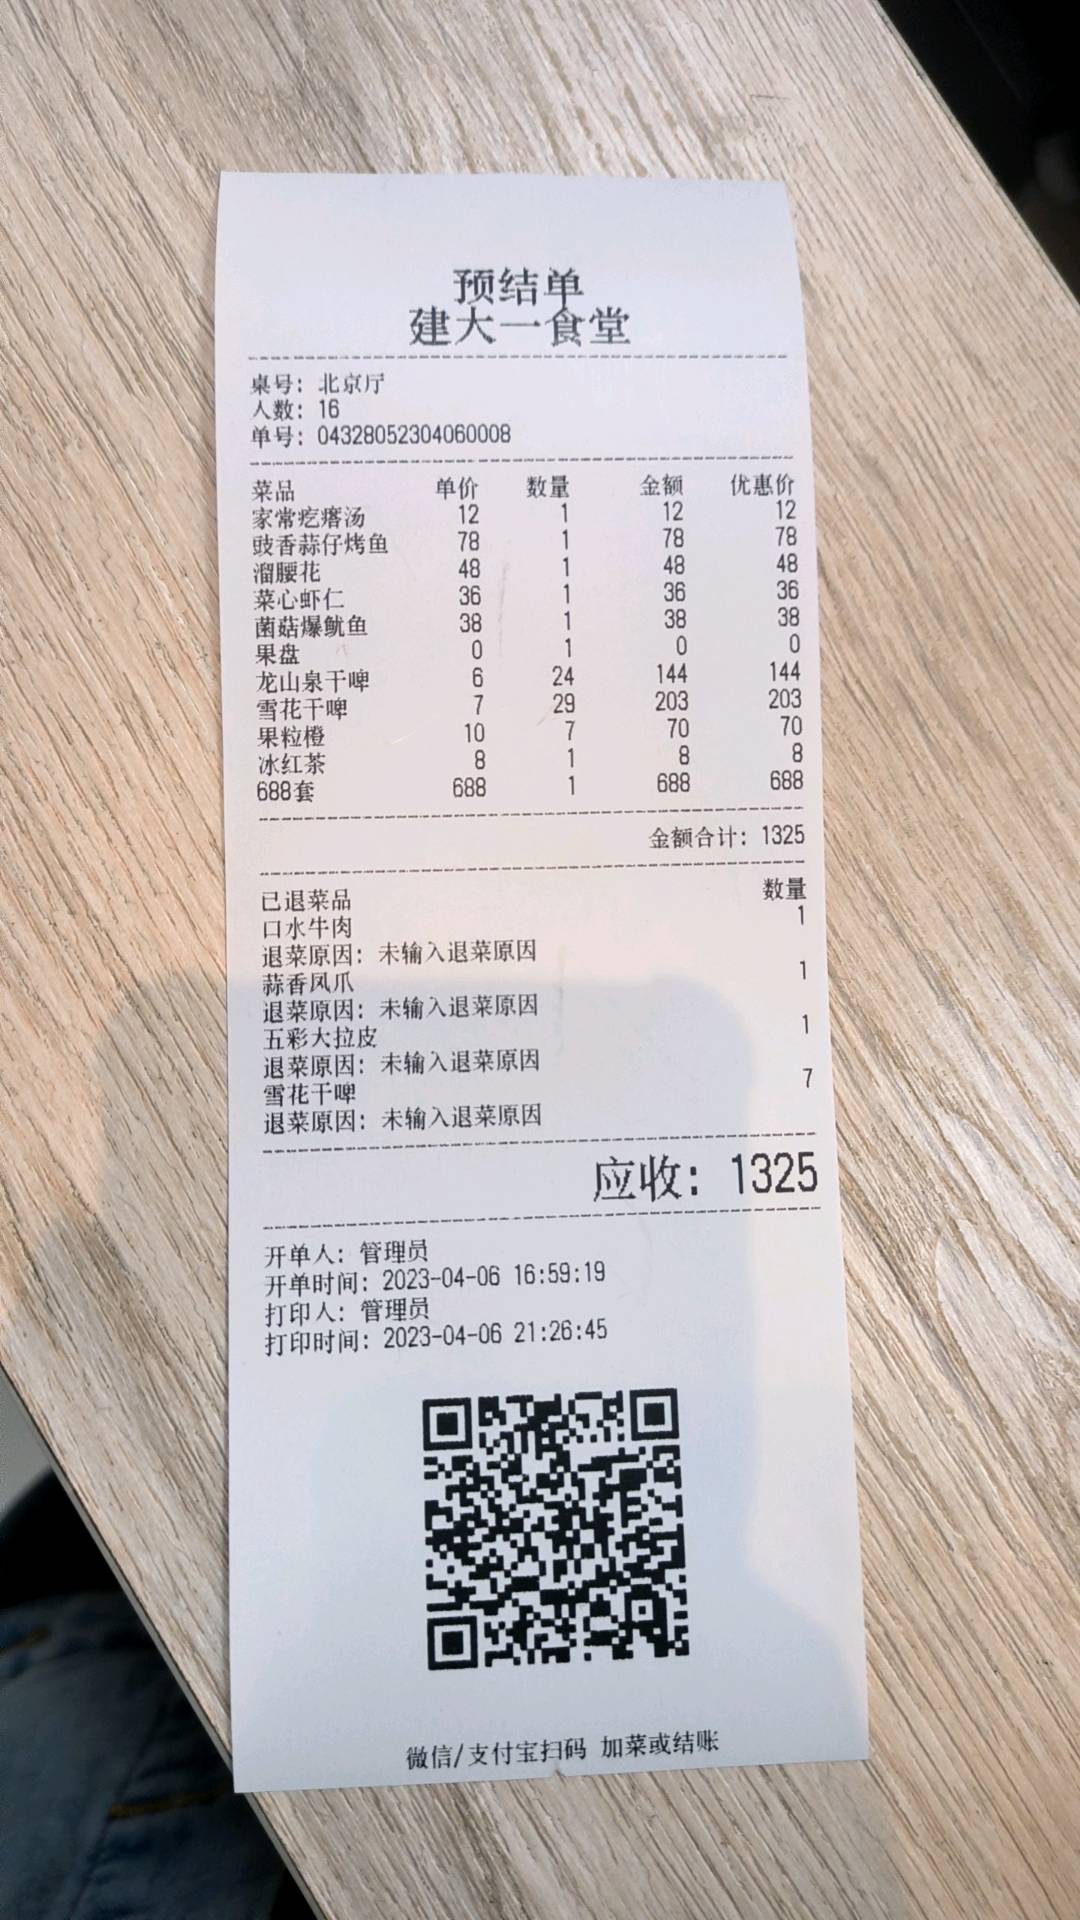 预结单
建大一食堂
桌号: 北京厅
人数: 16
单号: 04328052304060008
菜品 单价 数量 金额 优惠价
家常疙瘩汤 12 1 12 12
豉香蒜仔烤鱼 78 1 78 78
溜腰花 48 1 48 48
菜心虾仁 36 1 36 36
菌菇爆鱿鱼 38 1 38 38
果盘 0 1 0 0
龙山泉干啤 6 24 144 144
雪花干啤 7 29 203 203
果粒橙 10 7 70 70
冰红茶 8 1 8 8
688套 688 1 688 688
金额合计: 1325
已退菜品 数量
口水牛肉 1
退菜原因: 未输入退菜原因
蒜香凤爪 1
退菜原因: 未输入退菜原因
五彩大拉皮 1
退菜原因: 未输入退菜原因
雪花干啤 7
退菜原因: 未输入退菜原因
应收: 1325
开单人: 管理员
开单时间: 2023-04-06 16:59:19
打印人: 管理员
打印时间: 2023-04-06 21:26:45
微信/支付宝扫码 加菜或结账